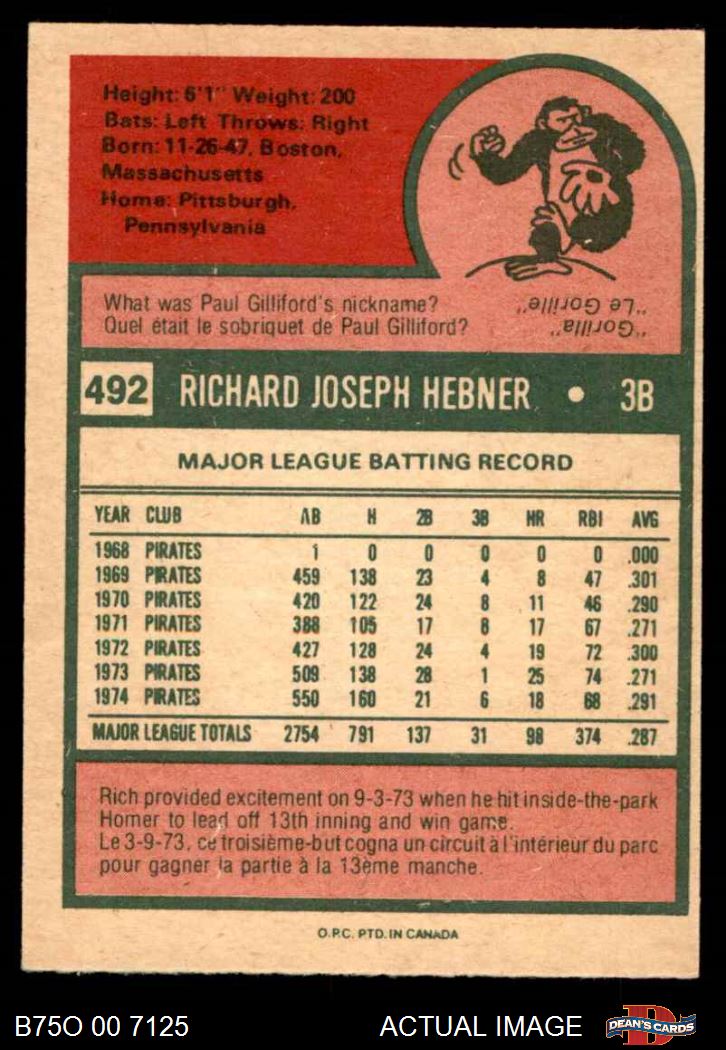 Height: 6'1" Weight: 200
Bats: Left Throws: Right
Born: 11-26-47, Boston,
Massachusetts
Home: Pittsburgh,
Pennsylvania
What was Paul Gilliford's nickname?
Quel était le sobriquet de Paul Gilliford?
"Gorilla"
"Le Gorille"
492 RICHARD JOSEPH HEBNER • 3B
MAJOR LEAGUE BATTING RECORD
YEAR CLUB AB H 2B 3B HR RBI AVG
1968 PIRATES 1 0 0 0 0 0 .000
1969 PIRATES 459 138 23 4 8 47 .301
1970 PIRATES 420 122 24 8 11 46 .290
1971 PIRATES 388 105 17 8 17 67 .271
1972 PIRATES 427 128 24 4 19 72 .300
1973 PIRATES 509 138 28 1 25 74 .271
1974 PIRATES 550 160 21 6 18 68 .291
MAJOR LEAGUE TOTALS 2754 791 137 31 98 374 .287
Rich provided excitement on 9-3-73 when he hit inside-the-park
Homer to lead off 13th inning and win game.
Le 3-9-73, ce troisième-but cogna un circuit à l'intérieur du parc
pour gagner la partie à la 13ème manche.
O.P.C. PTD. IN CANADA
B75O 00 7125 ACTUAL IMAGE DEAN'S CARDS